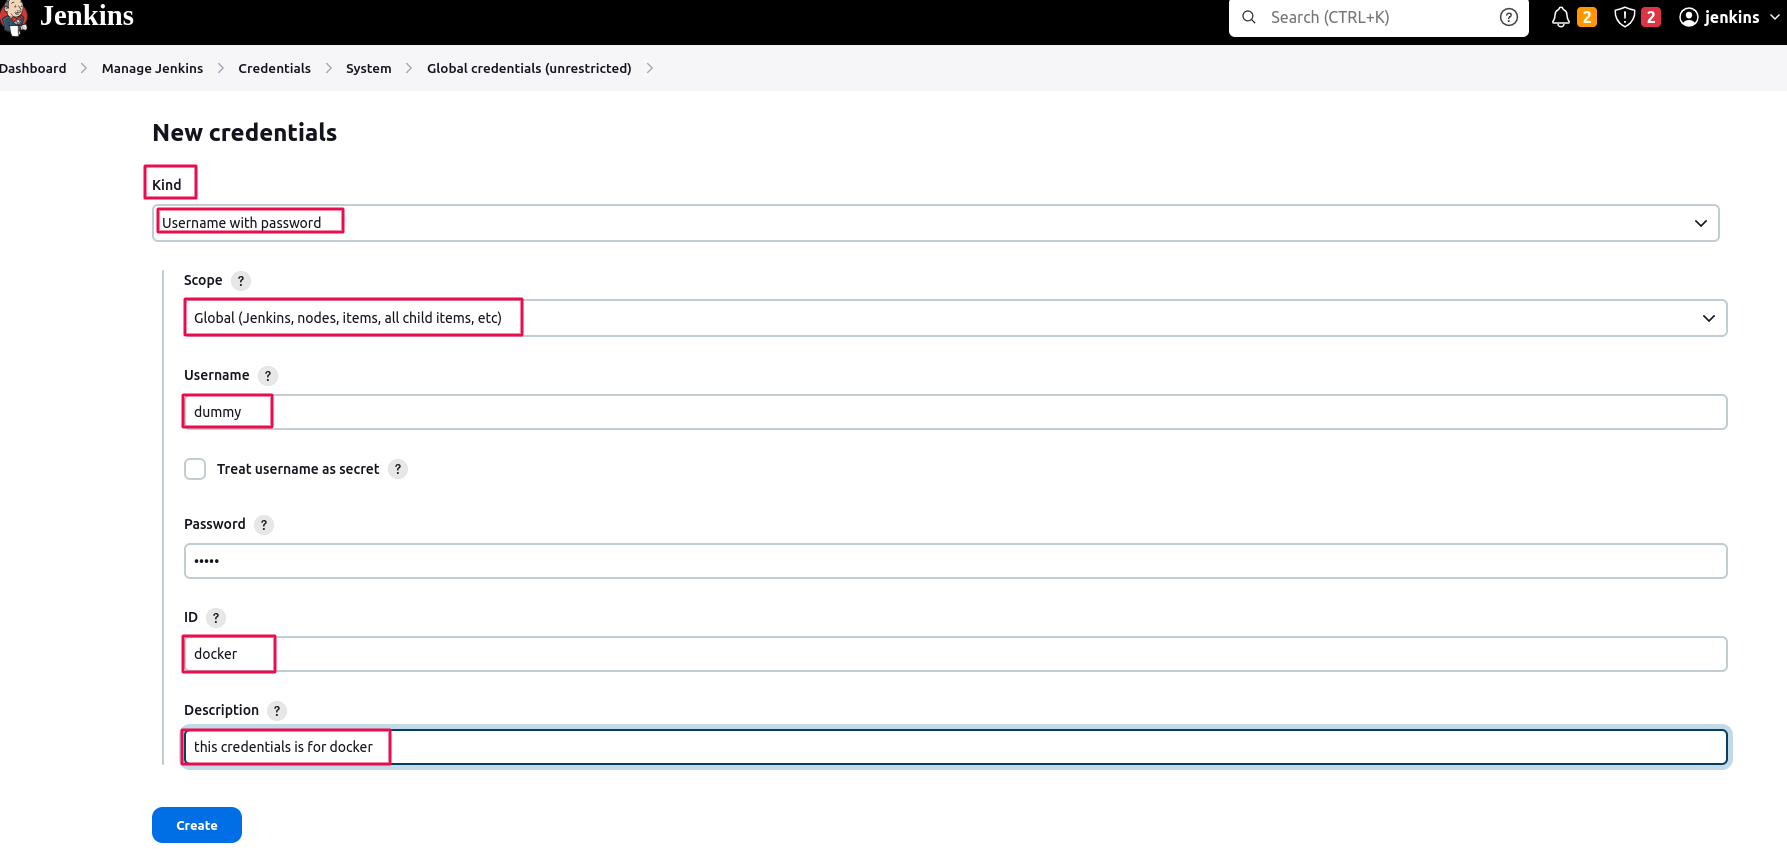 Jenkins
Search (CTRL+K) ?
2 2 jenkins
Dashboard > Manage Jenkins > Credentials > System > Global credentials (unrestricted) >
New credentials
Kind
Username with password
Scope ?
Global (Jenkins, nodes, items, all child items, etc)
Username ?
dummy
Treat username as secret ?
Password ?
•••••
ID ?
docker
Description ?
this credentials is for docker
Create